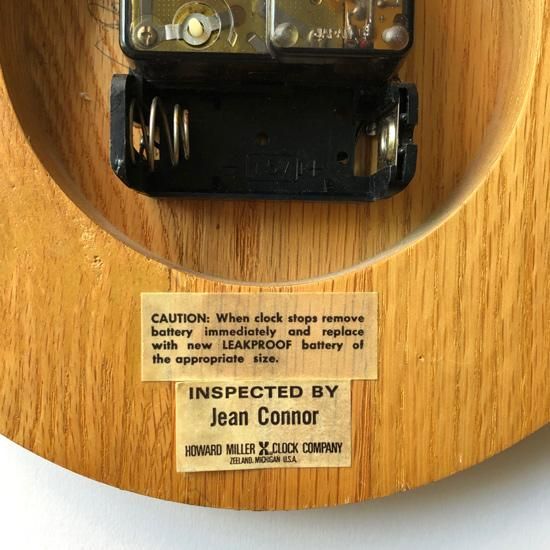 JAPAN
CAUTION: When clock stops remove
battery immediately and replace
with new LEAKPROOF battery of
the appropriate size.
INSPECTED BY
Jean Connor
HOWARD MILLER CLOCK COMPANY
ZEELAND, MICHIGAN U.S.A.